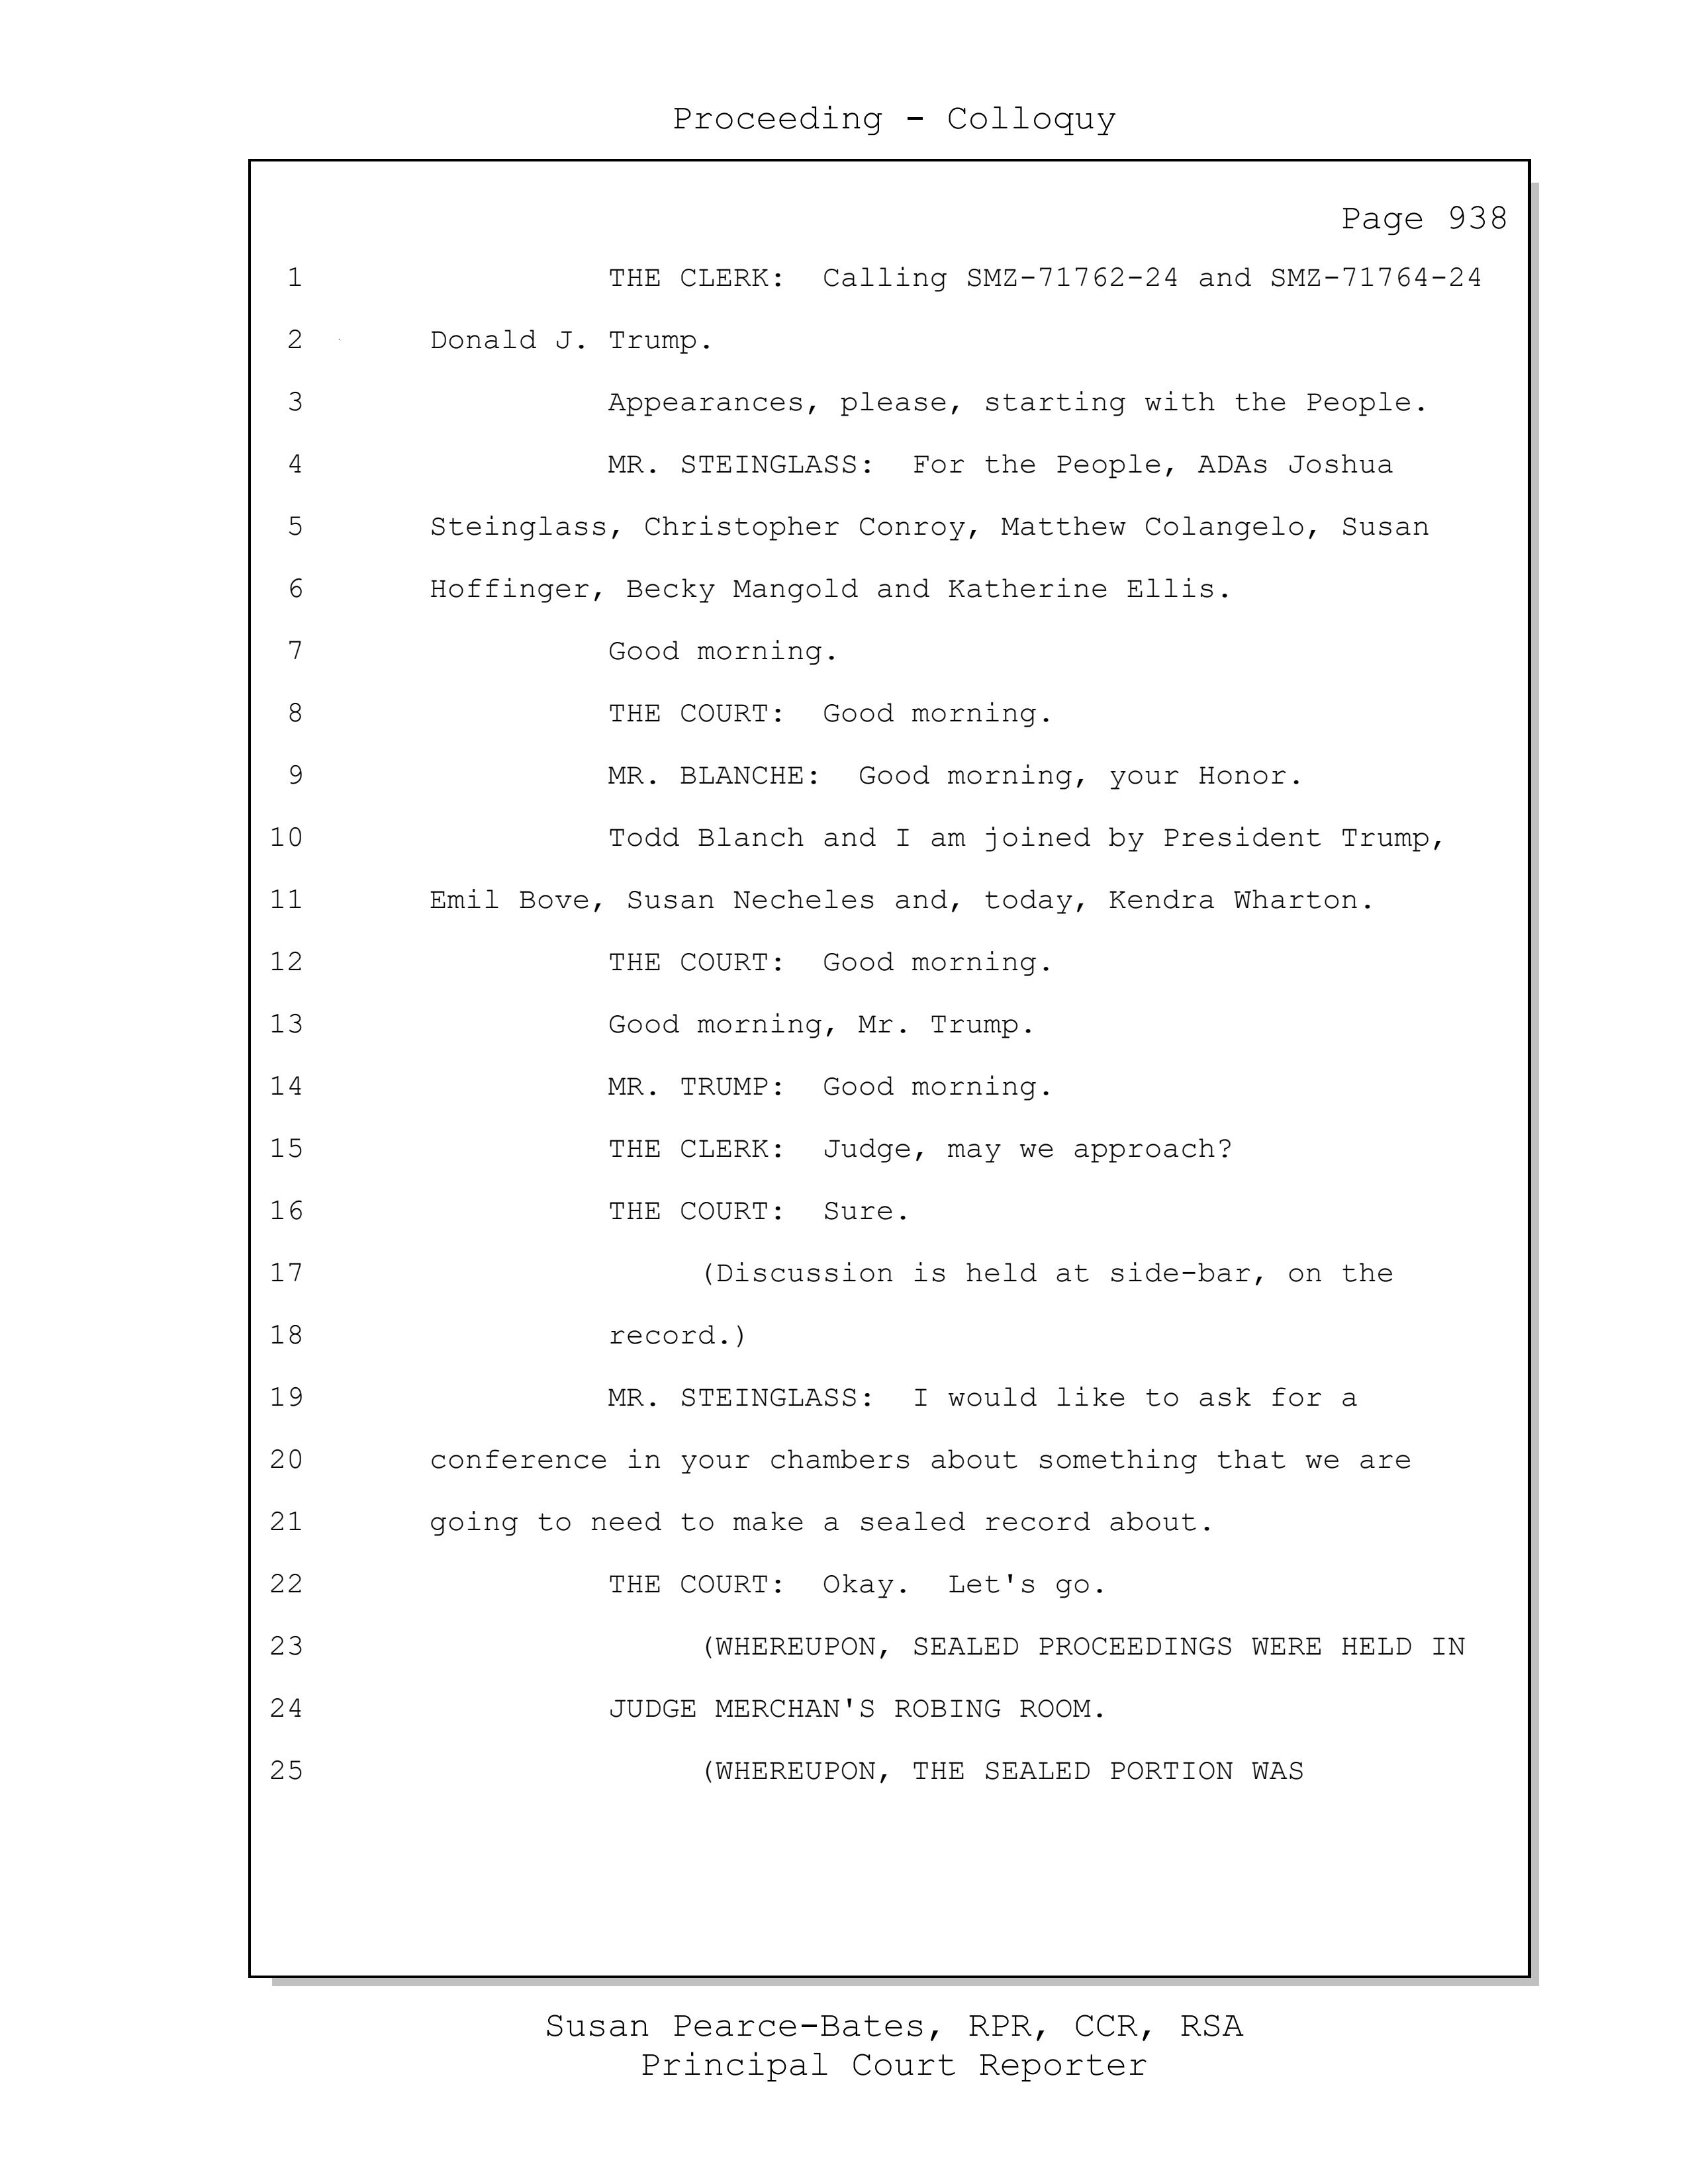 Proceeding - Colloquy
Page 938
1 THE CLERK: Calling SMZ-71762-24 and SMZ-71764-24
2 Donald J. Trump.
3 Appearances, please, starting with the People.
4 MR. STEINGLASS: For the People, ADAs Joshua
5 Steinglass, Christopher Conroy, Matthew Colangelo, Susan
6 Hoffinger, Becky Mangold and Katherine Ellis.
7 Good morning.
8 THE COURT: Good morning.
9 MR. BLANCHE: Good morning, your Honor.
10 Todd Blanch and I am joined by President Trump,
11 Emil Bove, Susan Necheles and, today, Kendra Wharton.
12 THE COURT: Good morning.
13 Good morning, Mr. Trump.
14 MR. TRUMP: Good morning.
15 THE CLERK: Judge, may we approach?
16 THE COURT: Sure.
17 (Discussion is held at side-bar, on the
18 record.)
19 MR. STEINGLASS: I would like to ask for a
20 conference in your chambers about something that we are
21 going to need to make a sealed record about.
22 THE COURT: Okay. Let's go.
23 (WHEREUPON, SEALED PROCEEDINGS WERE HELD IN
24 JUDGE MERCHAN'S ROBING ROOM.
25 (WHEREUPON, THE SEALED PORTION WAS
Susan Pearce-Bates, RPR, CCR, RSA
Principal Court Reporter